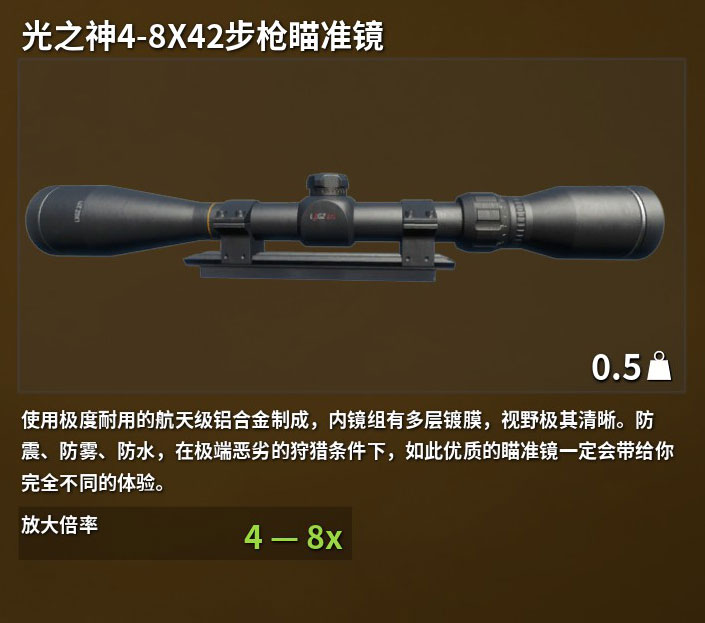 光之神4-8X42步枪瞄准镜
0.5
使用极度耐用的航天级铝合金制成，内镜组有多层镀膜，视野极其清晰。防
震、防雾、防水，在极端恶劣的狩猎条件下，如此优质的瞄准镜一定会带给你
完全不同的体验。
放大倍率
4 — 8x